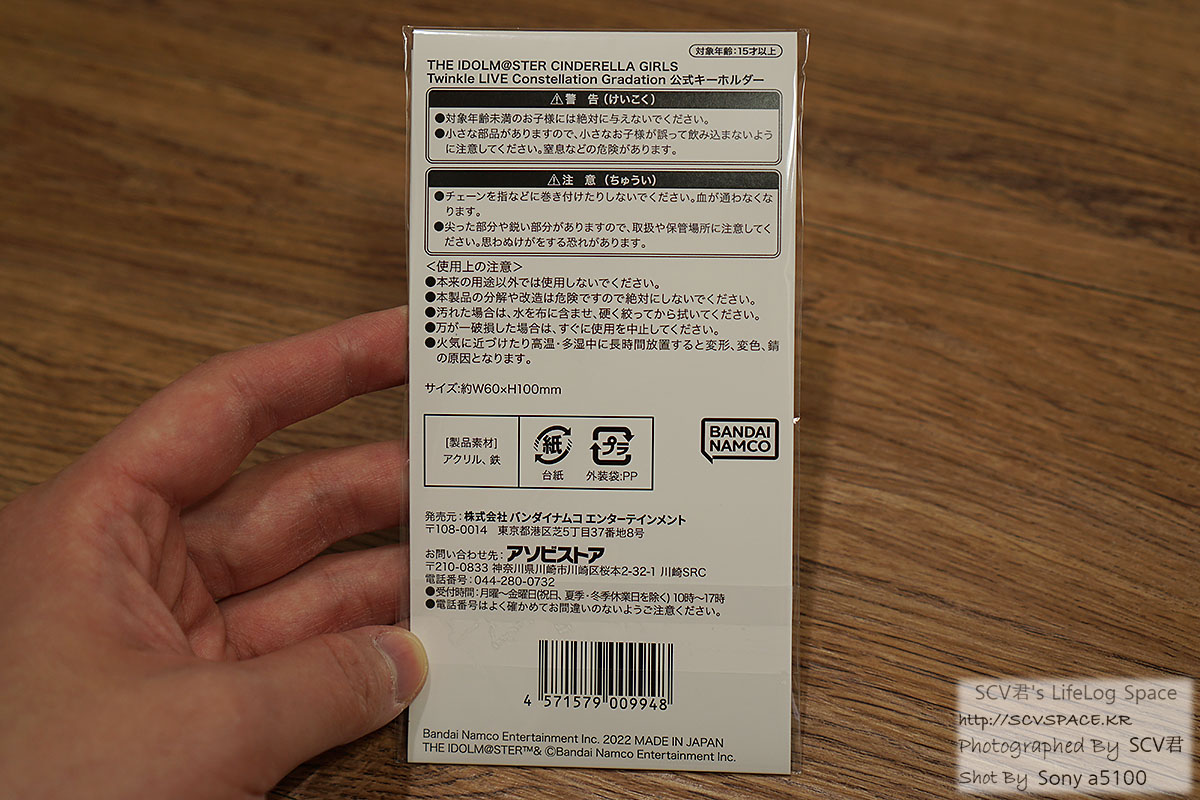 対象年齢:15才以上
THE IDOLM@STER CINDERELLA GIRLS
Twinkle LIVE Constellation Gradation 公式キーホルダー
⚠警 告(けいこく)
●対象年齢未満のお子様には絶対に与えないでください。
●小さな部品がありますので、小さなお子様が誤って飲み込まないよう
に注意してください。窒息などの危険があります。
⚠注 意(ちゅうい)
●チェーンを指などに巻き付けたりしないでください。血が通わなくな
ります。
●尖った部分や鋭い部分がありますので、取扱や保管場所に注意してく
ださい。思わぬけがをする恐れがあります。
＜使用上の注意＞
●本来の用途以外では使用しないでください。
●本製品の分解や改造は危険ですので絶対にしないでください。
●汚れた場合は、水を布に含ませ、硬く絞ってから拭いてください。
●万が一破損した場合は、すぐに使用を中止してください。
●火気に近づけたり高温・多湿中に長時間放置すると変形、変色、錆
の原因となります。
サイズ:約W60×H100mm
[製品素材]
アクリル、鉄
紙
台紙
プラ
外装袋:PP
BANDAI
NAMCO
発売元:株式会社 バンダイナムコ エンターテインメント
〒108-0014 東京都港区芝5丁目37番地8号
お問い合わせ先:アソビストア
〒210-0833 神奈川県川崎市川崎区桜本2-32-1 川崎SRC
電話番号:044-280-0732
●受付時間:月曜〜金曜日(祝日、夏季・冬季休業日を除く) 10時〜17時
●電話番号はよく確かめてお間違いのないようご注意ください。
4 571579 009948
Bandai Namco Entertainment Inc. 2022 MADE IN JAPAN
THE IDOLM@STER™& ©Bandai Namco Entertainment Inc.
SCV君's LifeLog Space
http://SCVSPACE.KR
Photographed By SCV君
Shot By Sony a5100